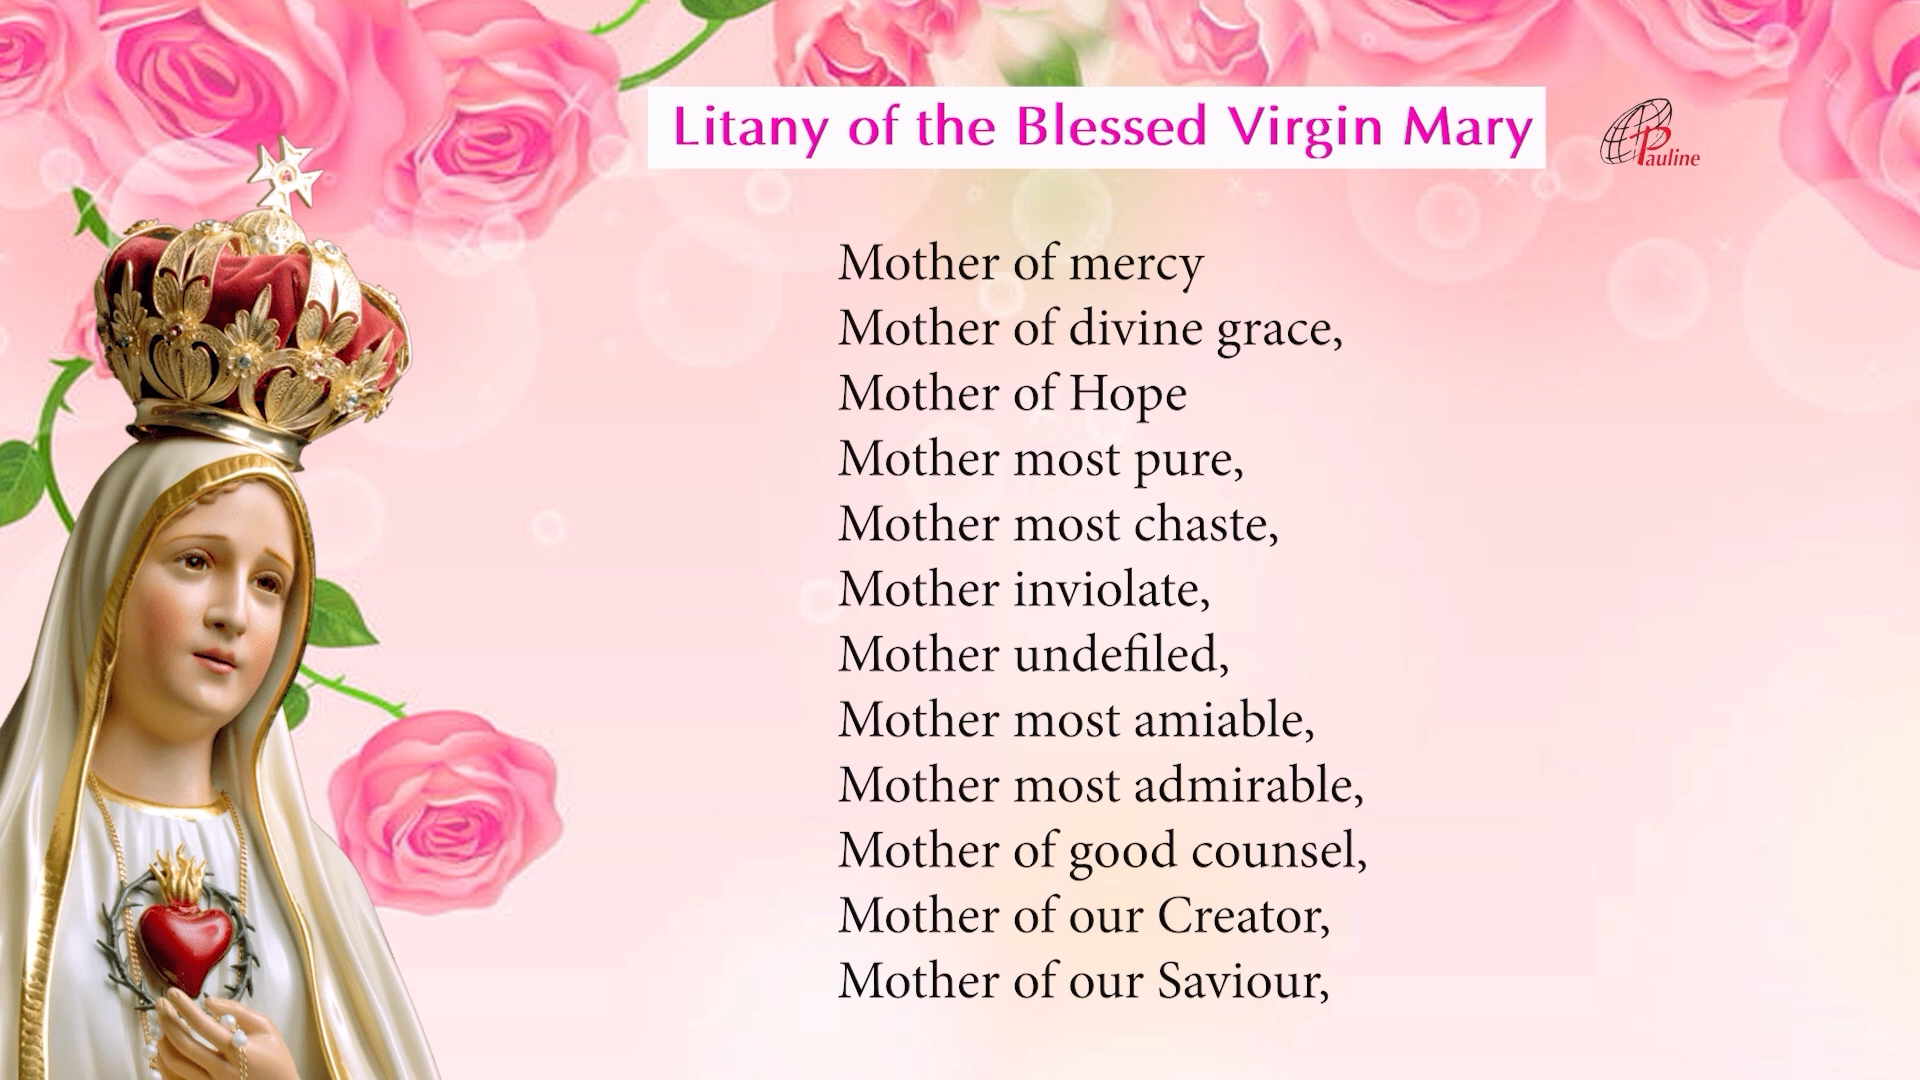 Litany of the Blessed Virgin Mary
Pauline
Mother of mercy
Mother of divine grace,
Mother of Hope
Mother most pure,
Mother most chaste,
Mother inviolate,
Mother undefiled,
Mother most amiable,
Mother most admirable,
Mother of good counsel,
Mother of our Creator,
Mother of our Saviour,